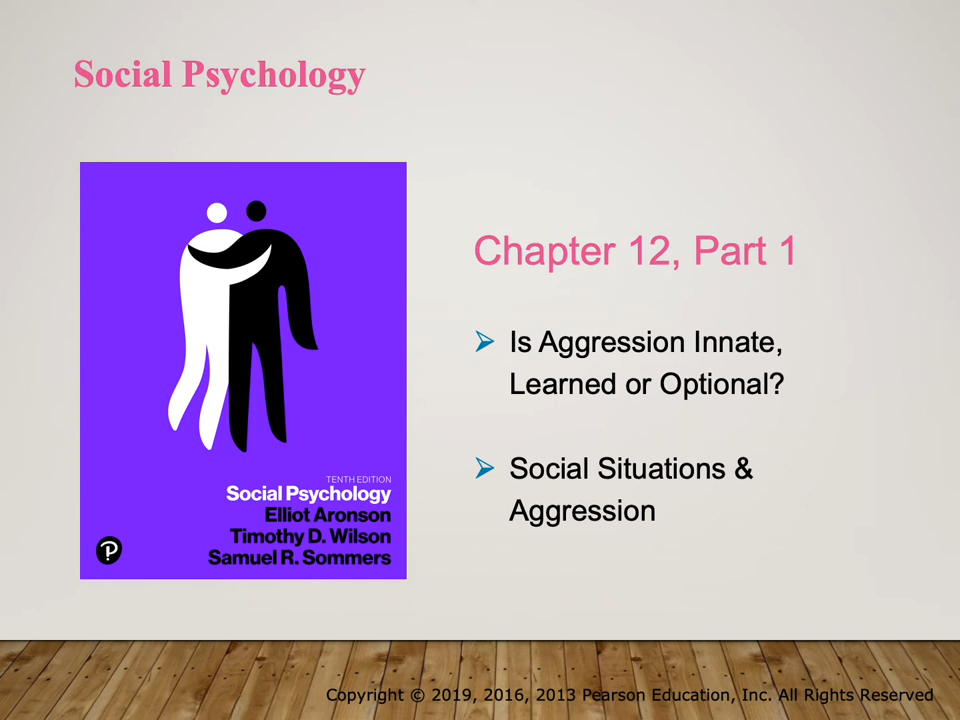 Social Psychology
Chapter 12, Part 1
Is Aggression Innate,
Learned or Optional?
Social Situations &
Aggression
TENTH EDITION
Social Psychology
Elliot Aronson
Timothy D. Wilson
Samuel R. Sommers
P
Copyright © 2019, 2016, 2013 Pearson Education, Inc. All Rights Reserved